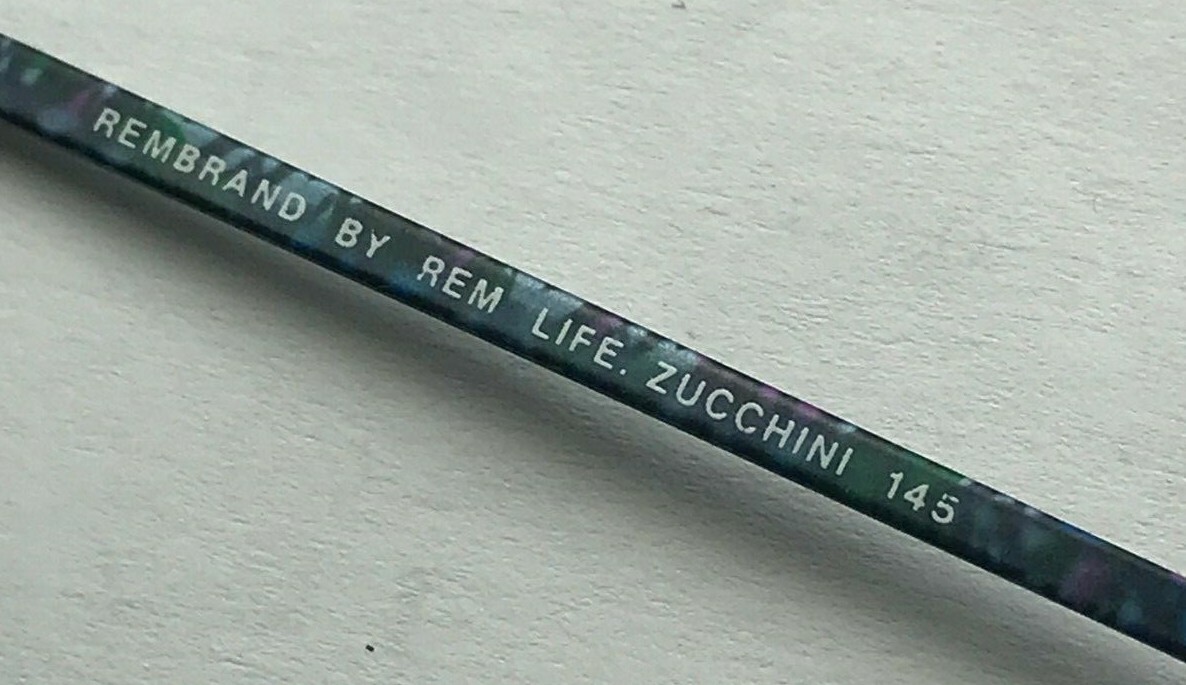 REMBRAND BY REM LIFE. ZUCCHINI 145